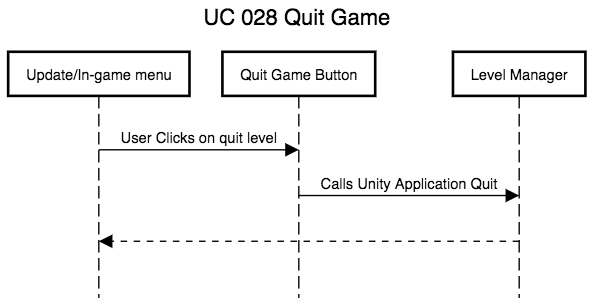 UC 028 Quit Game
Update/In-game menu
Quit Game Button
Level Manager
User Clicks on quit level
Calls Unity Application Quit